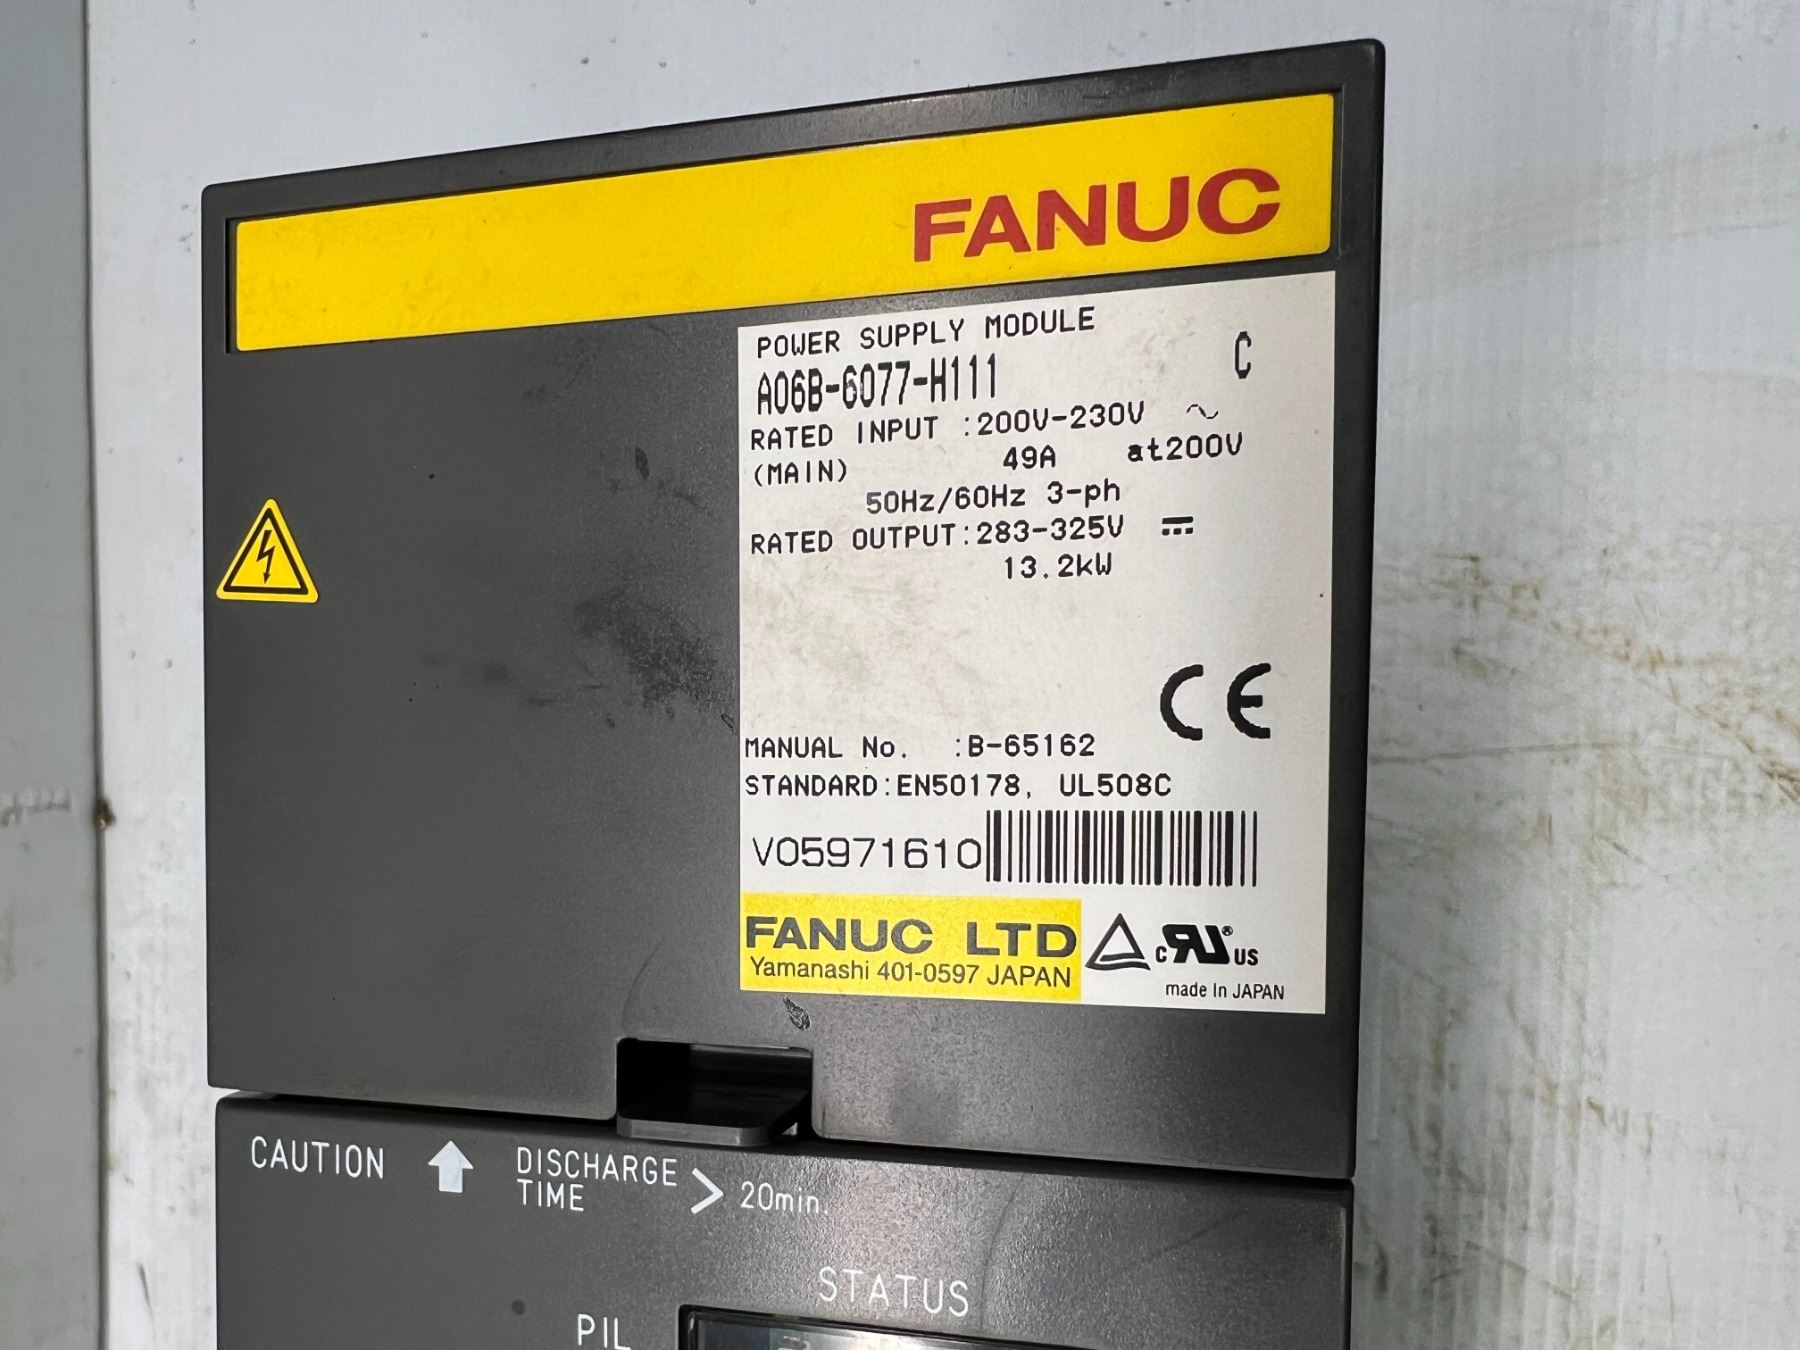 FANUC
POWER SUPPLY MODULE
A06B-6077-H111 C
RATED INPUT :200V-230V ~
(MAIN) 49A at200V
50Hz/60Hz 3-ph
RATED OUTPUT:283-325V ⎓
13.2kW
CE
MANUAL No. :B-65162
STANDARD:EN50178, UL508C
V05971610
FANUC LTD
Yamanashi 401-0597 JAPAN
c RU ® US
made In JAPAN
CAUTION
DISCHARGE
TIME > 20min.
STATUS
PIL